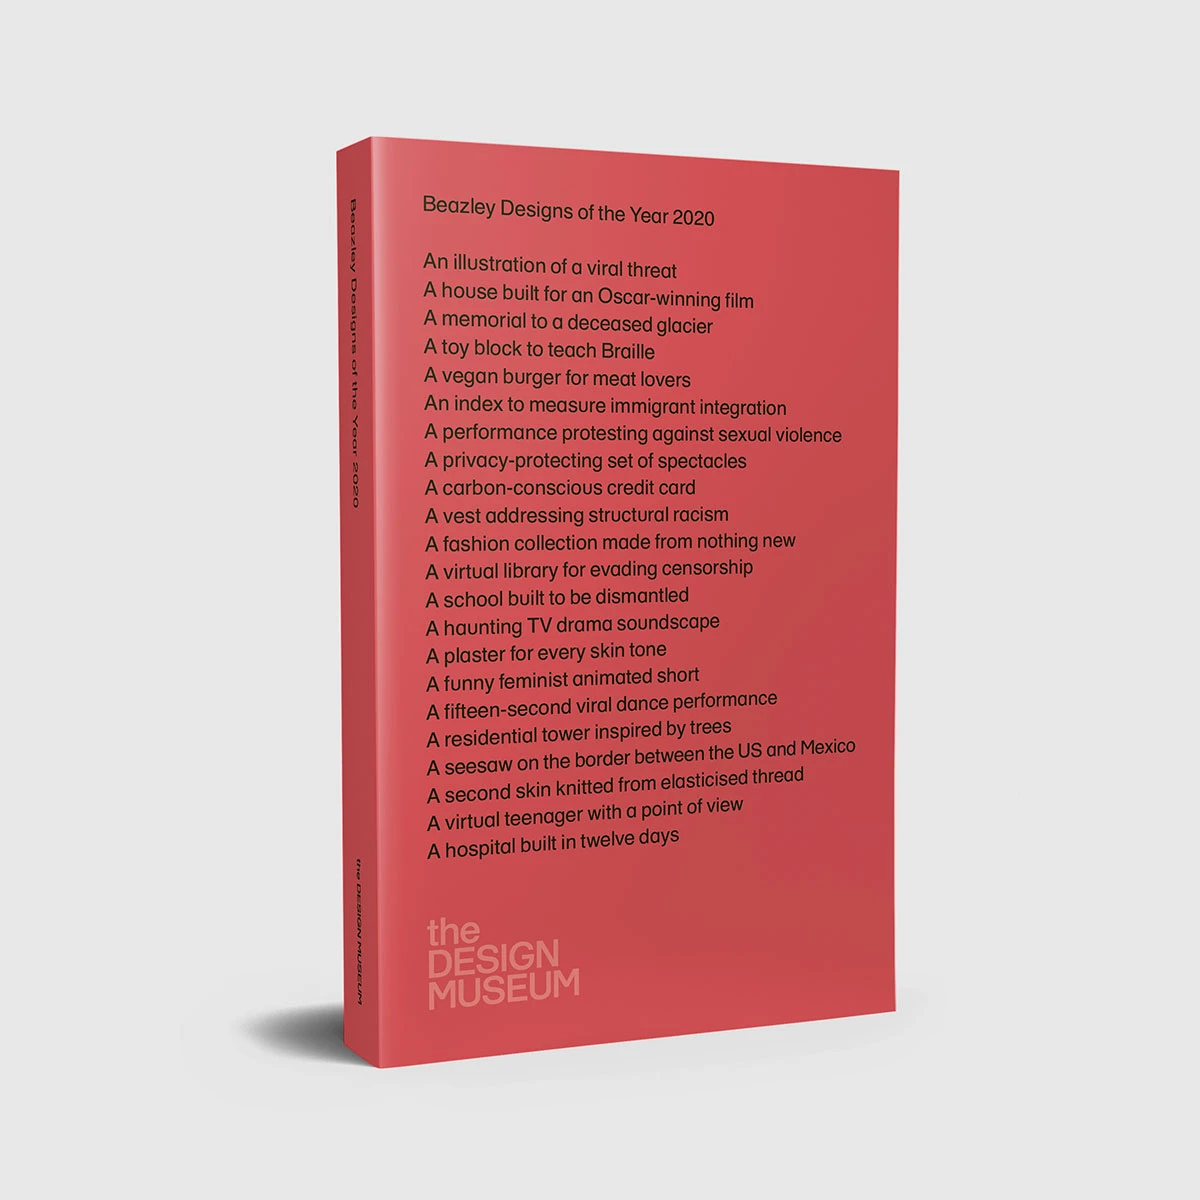 Beazley Designs of the Year 2020
the DESIGN MUSEUM
Beazley Designs of the Year 2020
An illustration of a viral threat
A house built for an Oscar-winning film
A memorial to a deceased glacier
A toy block to teach Braille
A vegan burger for meat lovers
An index to measure immigrant integration
A performance protesting against sexual violence
A privacy-protecting set of spectacles
A carbon-conscious credit card
A vest addressing structural racism
A fashion collection made from nothing new
A virtual library for evading censorship
A school built to be dismantled
A haunting TV drama soundscape
A plaster for every skin tone
A funny feminist animated short
A fifteen-second viral dance performance
A residential tower inspired by trees
A seesaw on the border between the US and Mexico
A second skin knitted from elasticised thread
A virtual teenager with a point of view
A hospital built in twelve days
the
DESIGN
MUSEUM